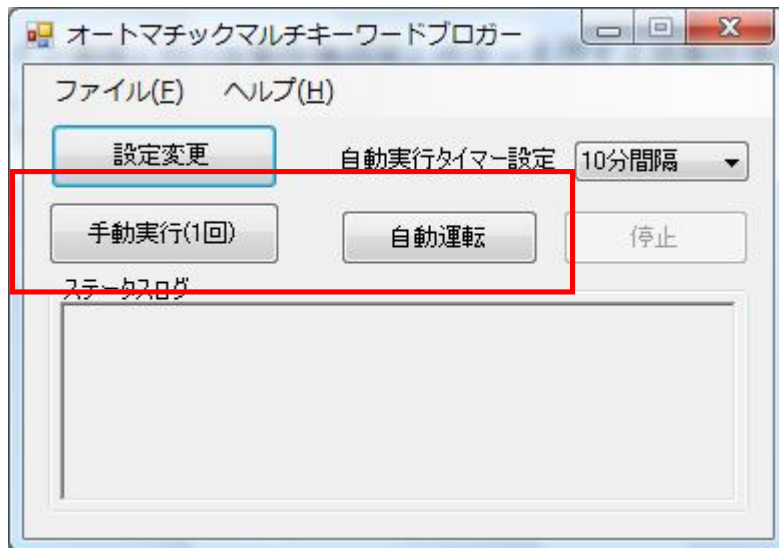 オートマチックマルチキーワードブロガー
ファイル(F) ヘルプ(H)
設定変更 自動実行タイマー設定 10分間隔
手動実行(1回) 自動運転 停止
ステータスログ